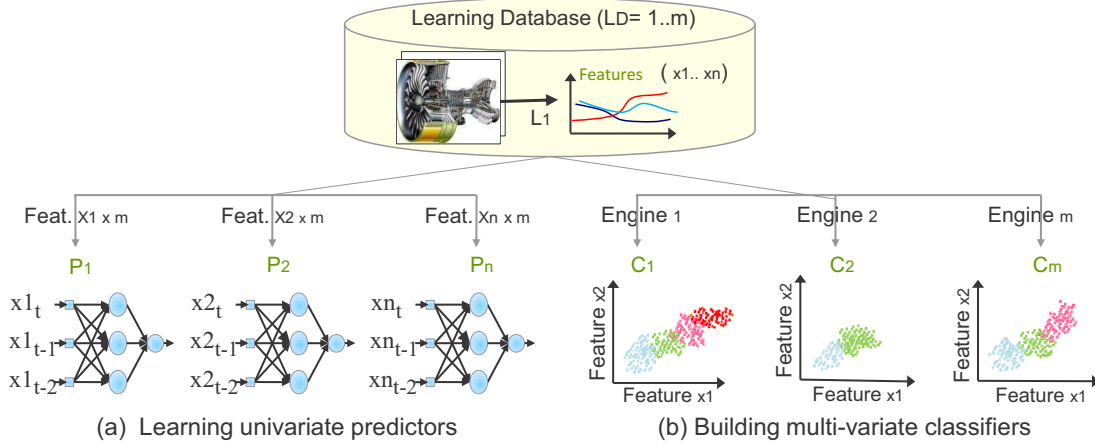 Learning Database (LD= 1..m)
Features ( x1.. xn)
L1
Feat. X1 x m
Feat. X2 x m
Feat. Xn x m
Engine 1
Engine 2
Engine m
P1
P2
Pn
C1
C2
Cm
x1t
x1t-1
x1t-2
x2t
x2t-1
x2t-2
xnt
xnt-1
xnt-2
Feature x2
Feature x1
Feature x2
Feature x1
Feature x2
Feature x1
(a) Learning univariate predictors
(b) Building multi-variate classifiers